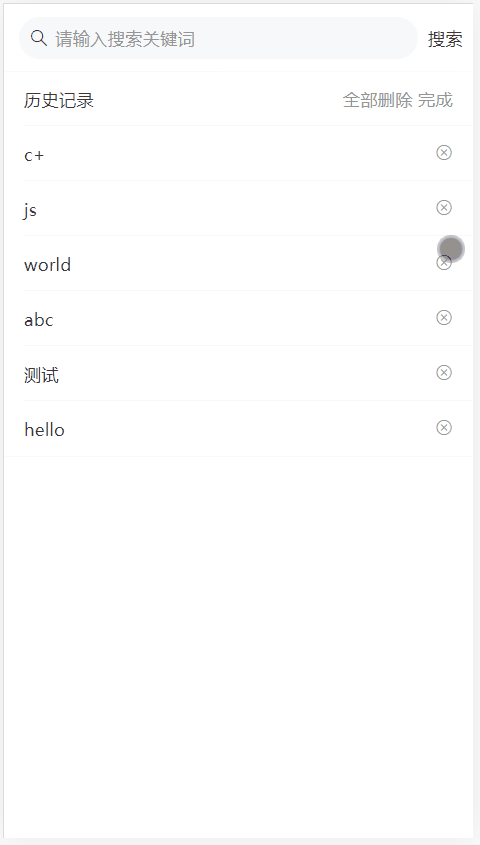 请输入搜索关键词 搜索
历史记录 全部删除 完成
c+
js
world
abc
测试
hello